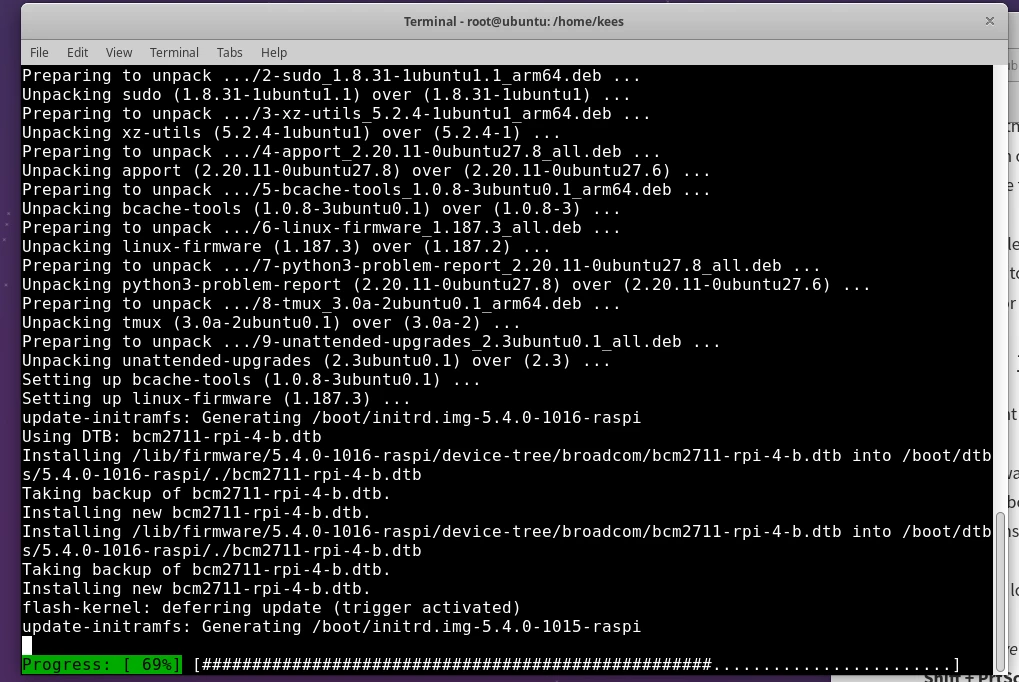 Terminal - root@ubuntu: /home/kees
File Edit View Terminal Tabs Help
Preparing to unpack .../2-sudo_1.8.31-1ubuntu1.1_arm64.deb ...
Unpacking sudo (1.8.31-1ubuntu1.1) over (1.8.31-1ubuntu1) ...
Preparing to unpack .../3-xz-utils_5.2.4-1ubuntu1_arm64.deb ...
Unpacking xz-utils (5.2.4-1ubuntu1) over (5.2.4-1) ...
Preparing to unpack .../4-apport_2.20.11-0ubuntu27.8_all.deb ...
Unpacking apport (2.20.11-0ubuntu27.8) over (2.20.11-0ubuntu27.6) ...
Preparing to unpack .../5-bcache-tools_1.0.8-3ubuntu0.1_arm64.deb ...
Unpacking bcache-tools (1.0.8-3ubuntu0.1) over (1.0.8-3) ...
Preparing to unpack .../6-linux-firmware_1.187.3_all.deb ...
Unpacking linux-firmware (1.187.3) over (1.187.2) ...
Preparing to unpack .../7-python3-problem-report_2.20.11-0ubuntu27.8_all.deb ...
Unpacking python3-problem-report (2.20.11-0ubuntu27.8) over (2.20.11-0ubuntu27.6) ...
Preparing to unpack .../8-tmux_3.0a-2ubuntu0.1_arm64.deb ...
Unpacking tmux (3.0a-2ubuntu0.1) over (3.0a-2) ...
Preparing to unpack .../9-unattended-upgrades_2.3ubuntu0.1_all.deb ...
Unpacking unattended-upgrades (2.3ubuntu0.1) over (2.3) ...
Setting up bcache-tools (1.0.8-3ubuntu0.1) ...
Setting up linux-firmware (1.187.3) ...
update-initramfs: Generating /boot/initrd.img-5.4.0-1016-raspi
Using DTB: bcm2711-rpi-4-b.dtb
Installing /lib/firmware/5.4.0-1016-raspi/device-tree/broadcom/bcm2711-rpi-4-b.dtb into /boot/dtb
s/5.4.0-1016-raspi/./bcm2711-rpi-4-b.dtb
Taking backup of bcm2711-rpi-4-b.dtb.
Installing new bcm2711-rpi-4-b.dtb.
Installing /lib/firmware/5.4.0-1016-raspi/device-tree/broadcom/bcm2711-rpi-4-b.dtb into /boot/dtb
s/5.4.0-1016-raspi/./bcm2711-rpi-4-b.dtb
Taking backup of bcm2711-rpi-4-b.dtb.
Installing new bcm2711-rpi-4-b.dtb.
flash-kernel: deferring update (trigger activated)
update-initramfs: Generating /boot/initrd.img-5.4.0-1015-raspi
Progress: [ 69%] [###################################################........................]